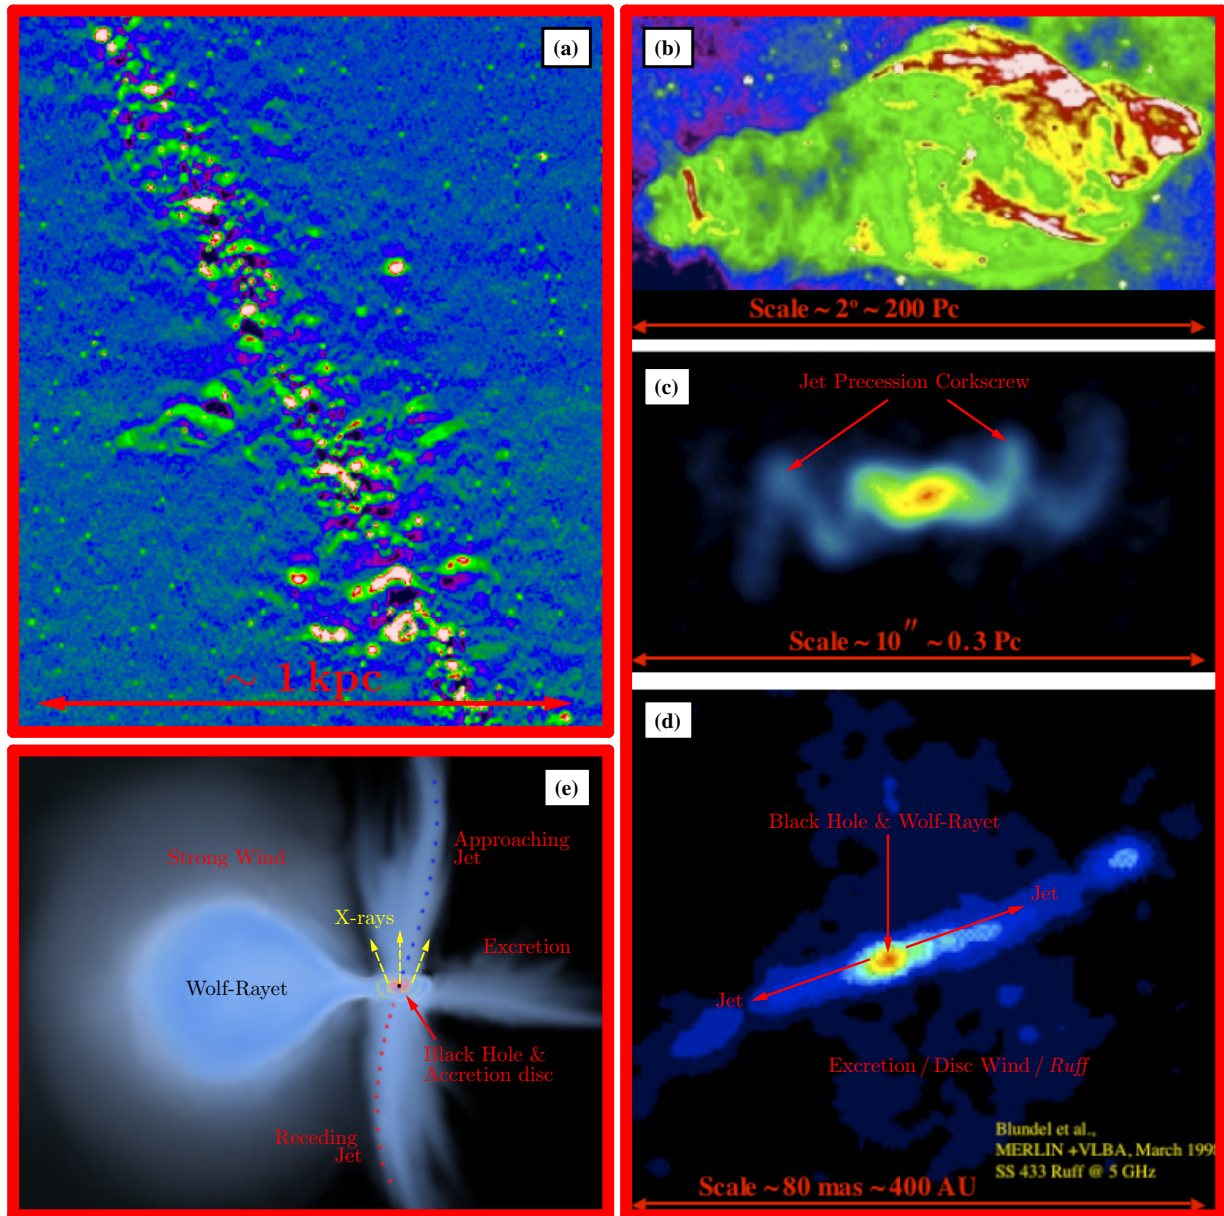 (a)
~ 1 kpc
(b)
Scale ~ 2° ~ 200 Pc
(c)
Jet Precession Corkscrew
Scale ~ 10″ ~ 0.3 Pc
(d)
Black Hole & Wolf-Rayet
Jet
Jet
Excretion / Disc Wind / Ruff
Blundel et al.,
MERLIN +VLBA, March 199
SS 433 Ruff @ 5 GHz
Scale ~ 80 mas ~ 400 AU
(e)
Strong Wind
Approaching
Jet
X-rays
Excretion
Wolf-Rayet
Black Hole &
Accretion disc
Receding
Jet